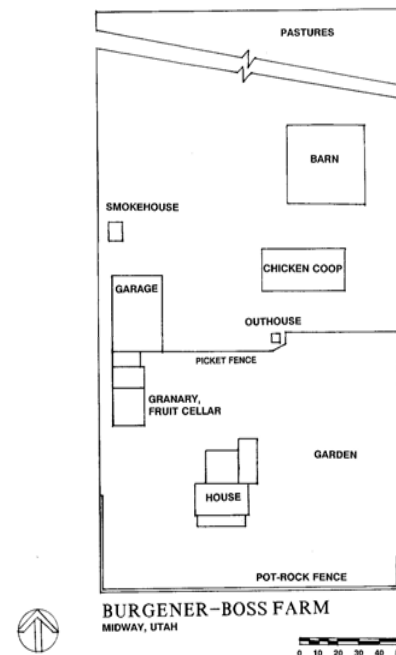 PASTURES
BARN
SMOKEHOUSE
CHICKEN COOP
GARAGE
OUTHOUSE
PICKET FENCE
GRANARY,
FRUIT CELLAR
GARDEN
HOUSE
POT-ROCK FENCE
BURGENER-BOSS FARM
MIDWAY, UTAH
0 10 20 30 40